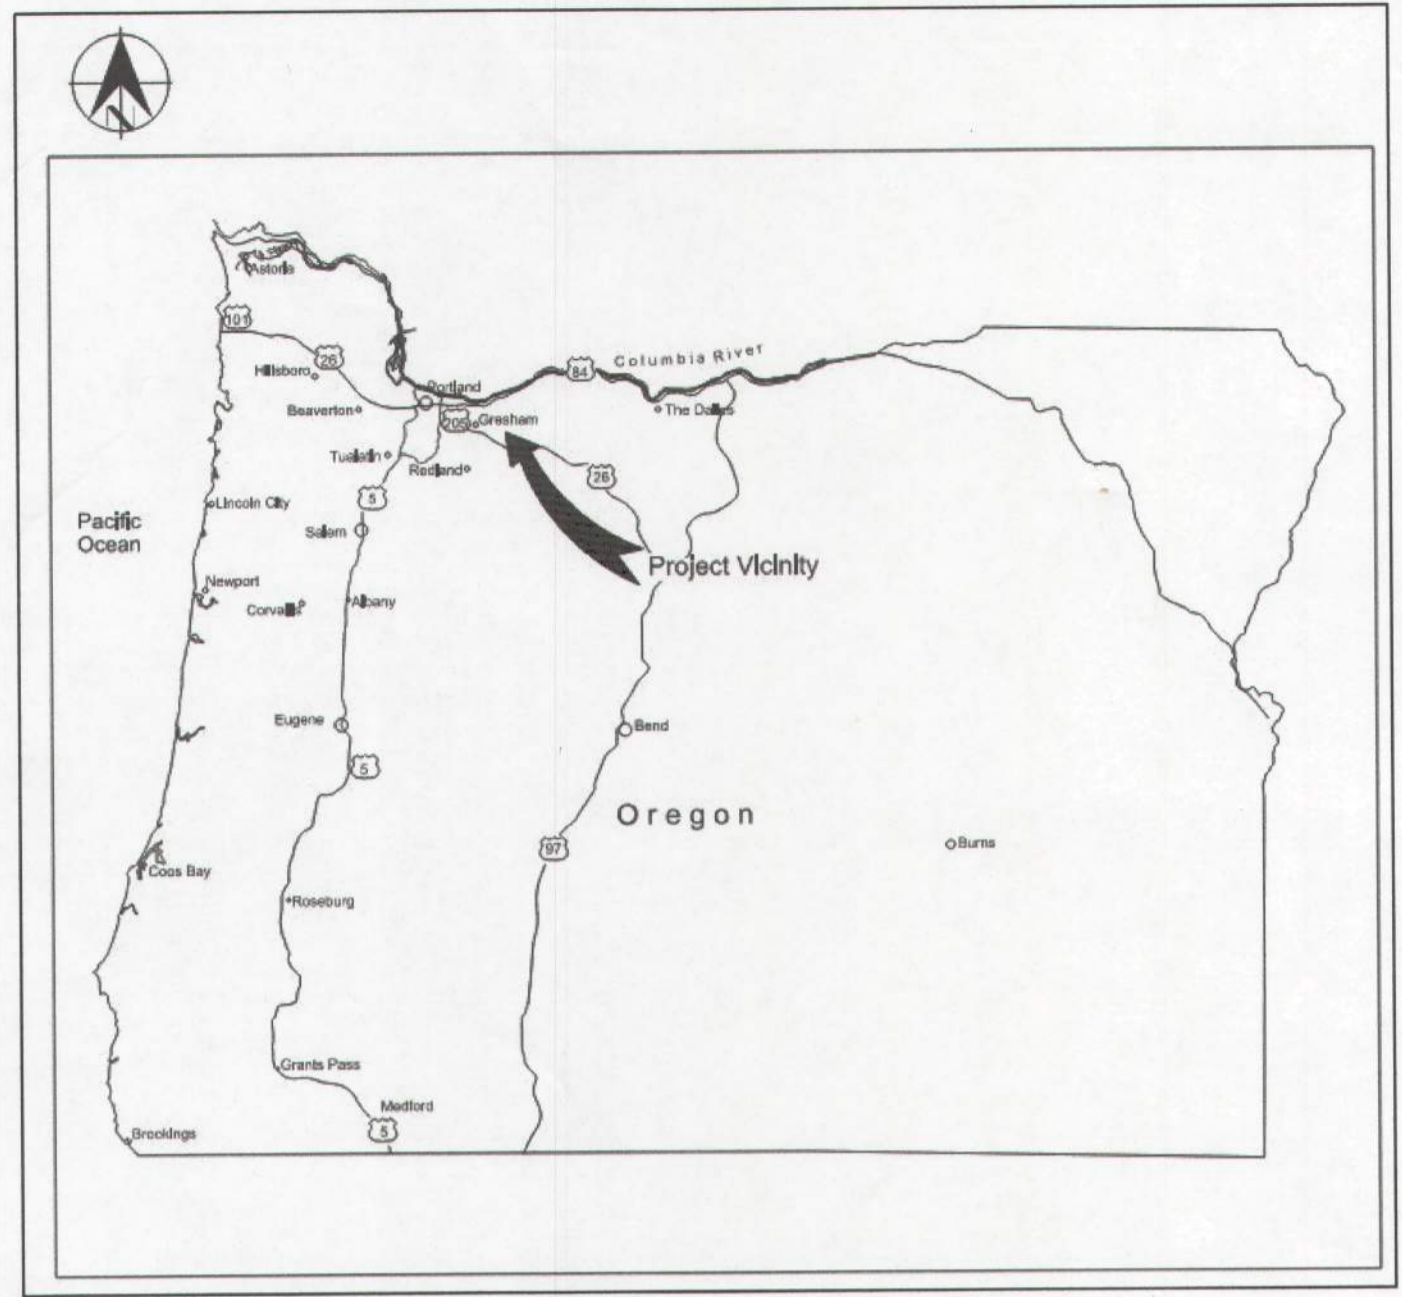 N
Astoria
101
26
Hillsboro
84
Columbia River
Portland
Beaverton
205
Gresham
The Dalles
Tualatin
Redland
26
5
Lincoln City
Salem
Pacific
Ocean
Project Vicinity
Newport
Corvallis
Albany
Eugene
Bend
5
Oregon
97
Burns
Coos Bay
Roseburg
Grants Pass
Medford
5
Brookings